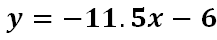 y = −11.5x − 6